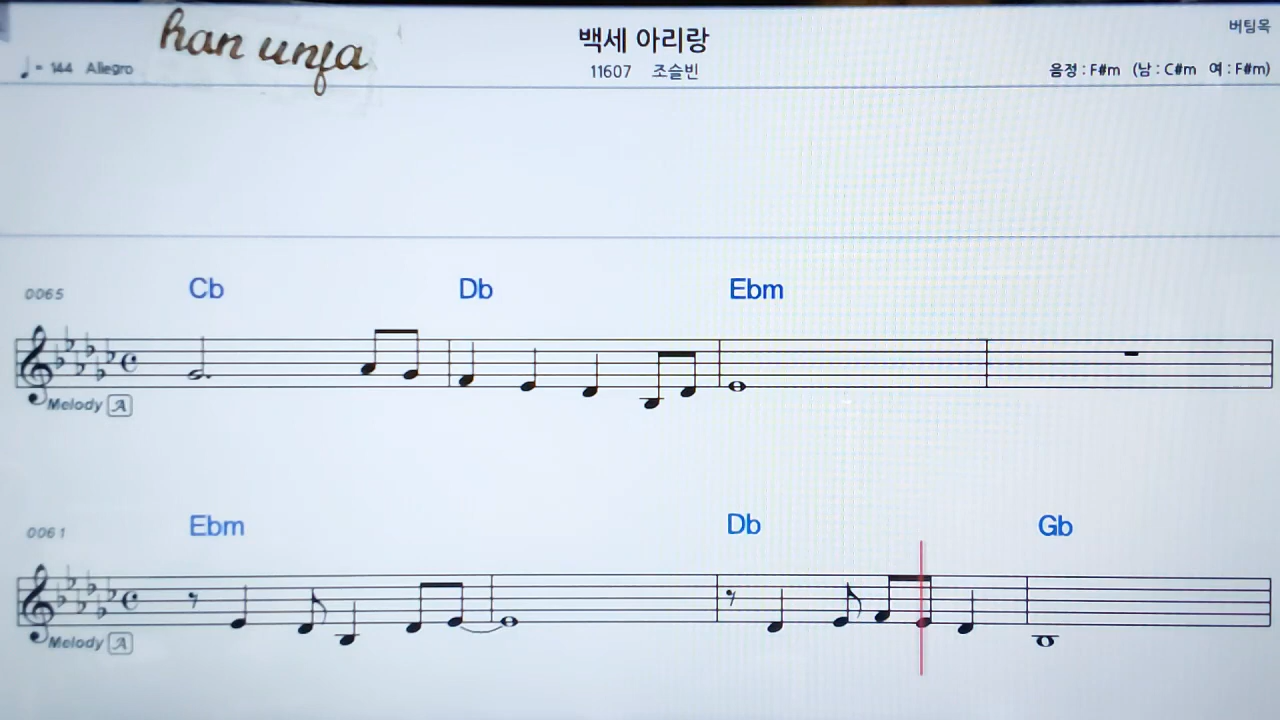 han unfa
백세 아리랑
버팀목
♩ = 144 Allegro
11607 조슬빈
음정 : F#m (남 : C#m 여 : F#m)
0065 Cb Db Ebm
Melody A
0061 Ebm Db Gb
Melody A